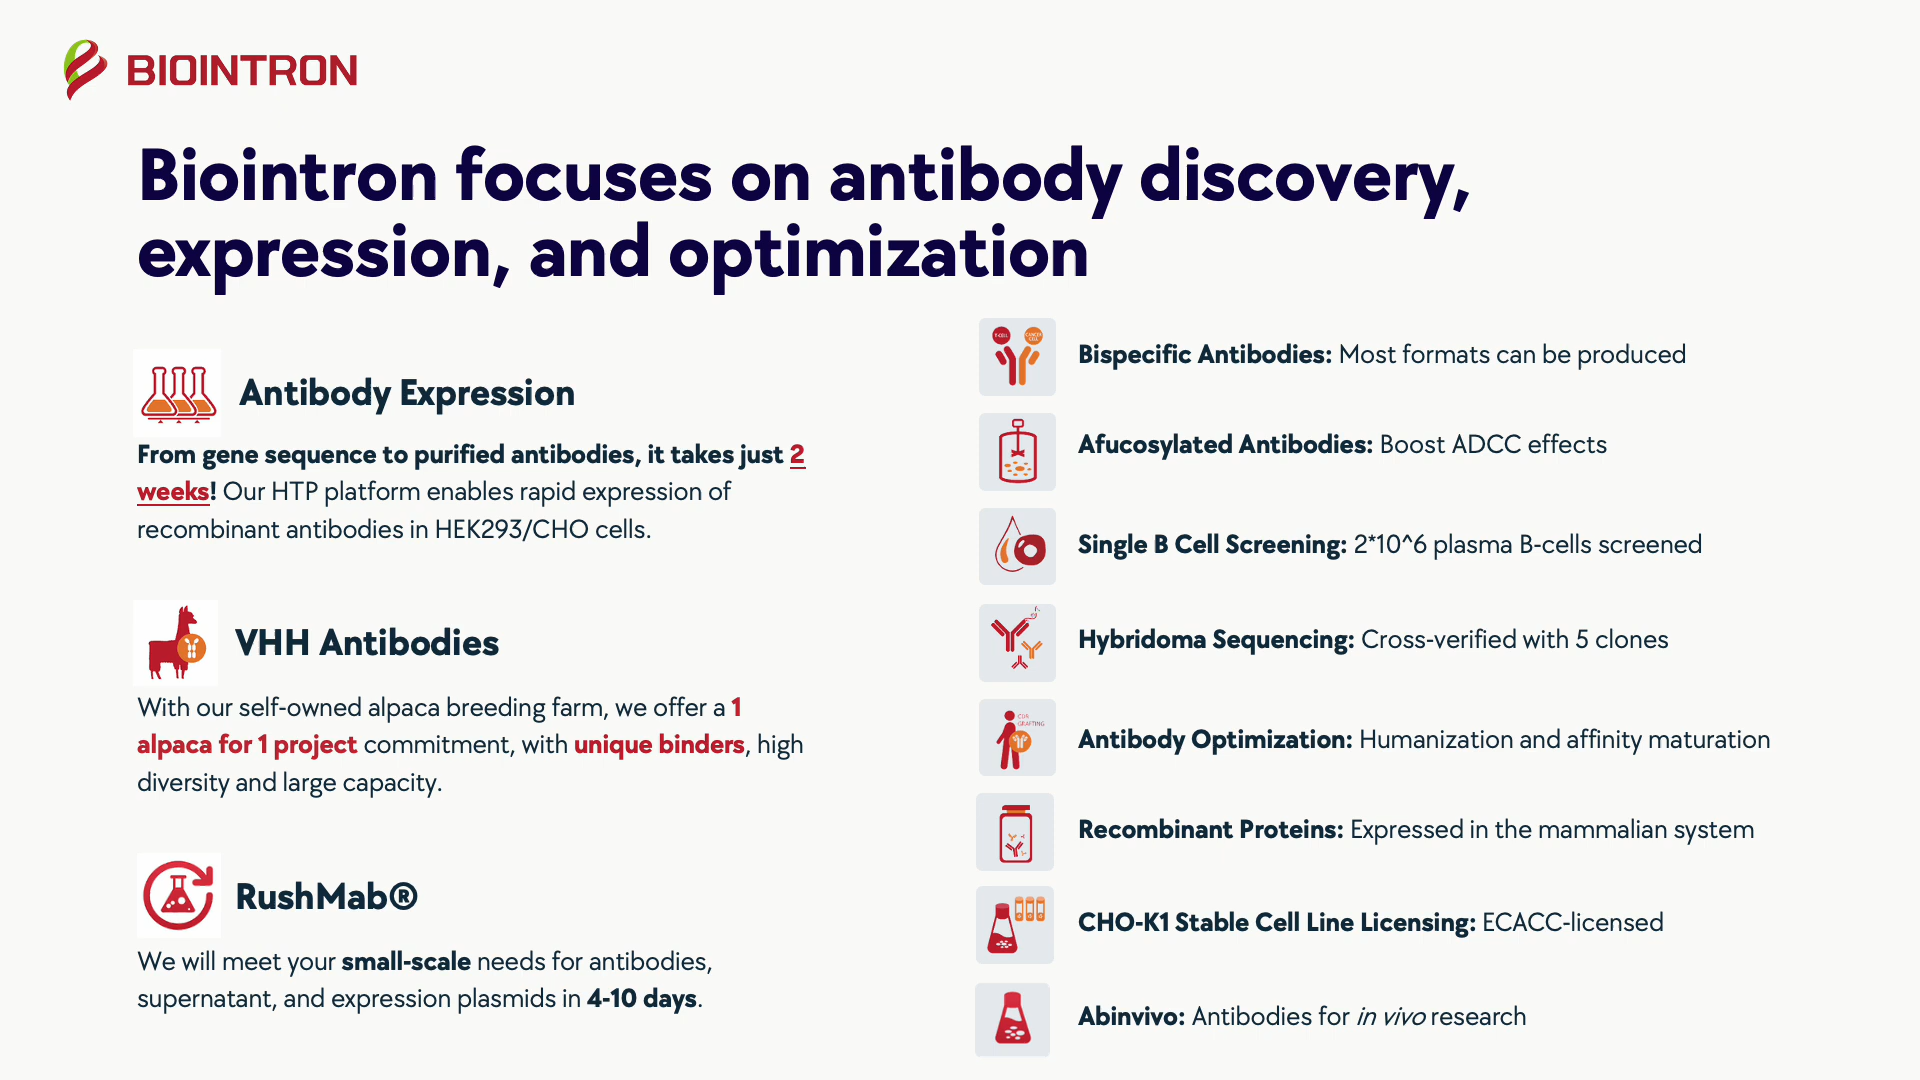 BIOINTRON
Biointron focuses on antibody discovery,
expression, and optimization
Antibody Expression
From gene sequence to purified antibodies, it takes just 2
weeks! Our HTP platform enables rapid expression of
recombinant antibodies in HEK293/CHO cells.
VHH Antibodies
With our self-owned alpaca breeding farm, we offer a 1
alpaca for 1 project commitment, with unique binders, high
diversity and large capacity.
RushMab®
We will meet your small-scale needs for antibodies,
supernatant, and expression plasmids in 4-10 days.
T-CELL
CANCER
CELL
Bispecific Antibodies: Most formats can be produced
Afucosylated Antibodies: Boost ADCC effects
Single B Cell Screening: 2*10^6 plasma B-cells screened
Hybridoma Sequencing: Cross-verified with 5 clones
CDR
GRAFTING
Antibody Optimization: Humanization and affinity maturation
Recombinant Proteins: Expressed in the mammalian system
CHO-K1 Stable Cell Line Licensing: ECACC-licensed
Abinvivo: Antibodies for in vivo research